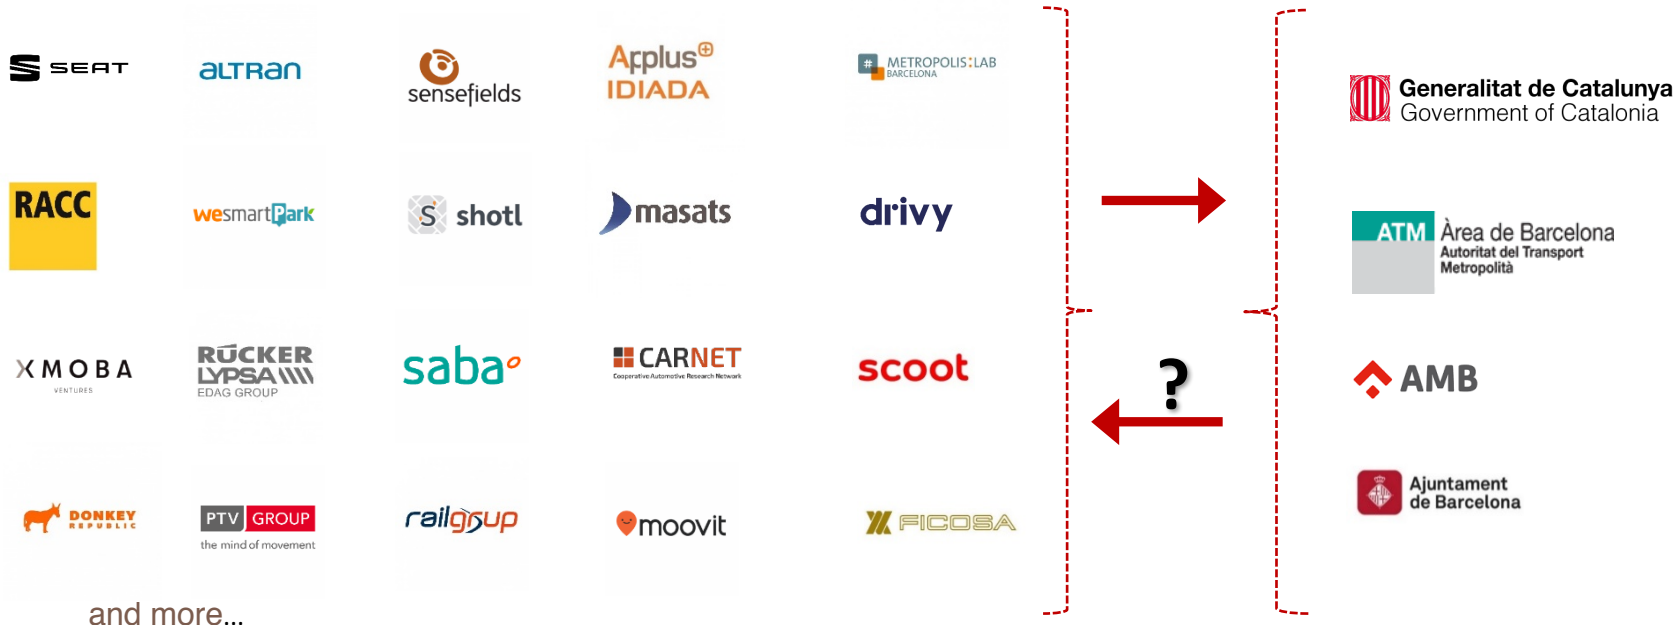 SEAT
altran
sensefields
Applus+
IDIADA
# METROPOLIS:LAB
BARCELONA
RACC
wesmartPark
S shotl
masats
drivy
XMOBA
VENTURES
RÜCKER
LYPSA
EDAG GROUP
saba
CARNET
Cooperative Automotive Research Network
scoot
DONKEY
REPUBLIC
PTV GROUP
the mind of movement
railgrup
moovit
FICOSA
and more...
?
Generalitat de Catalunya
Government of Catalonia
ATM Àrea de Barcelona
Autoritat del Transport
Metropolità
AMB
Ajuntament
de Barcelona